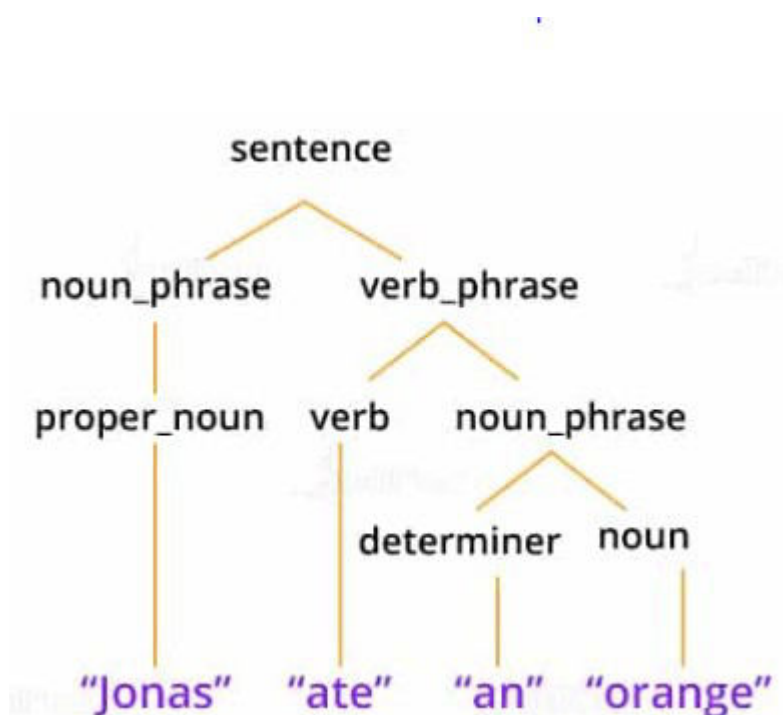 sentence
noun_phrase verb_phrase
proper_noun verb noun_phrase
determiner noun
“Jonas” “ate” “an” “orange”